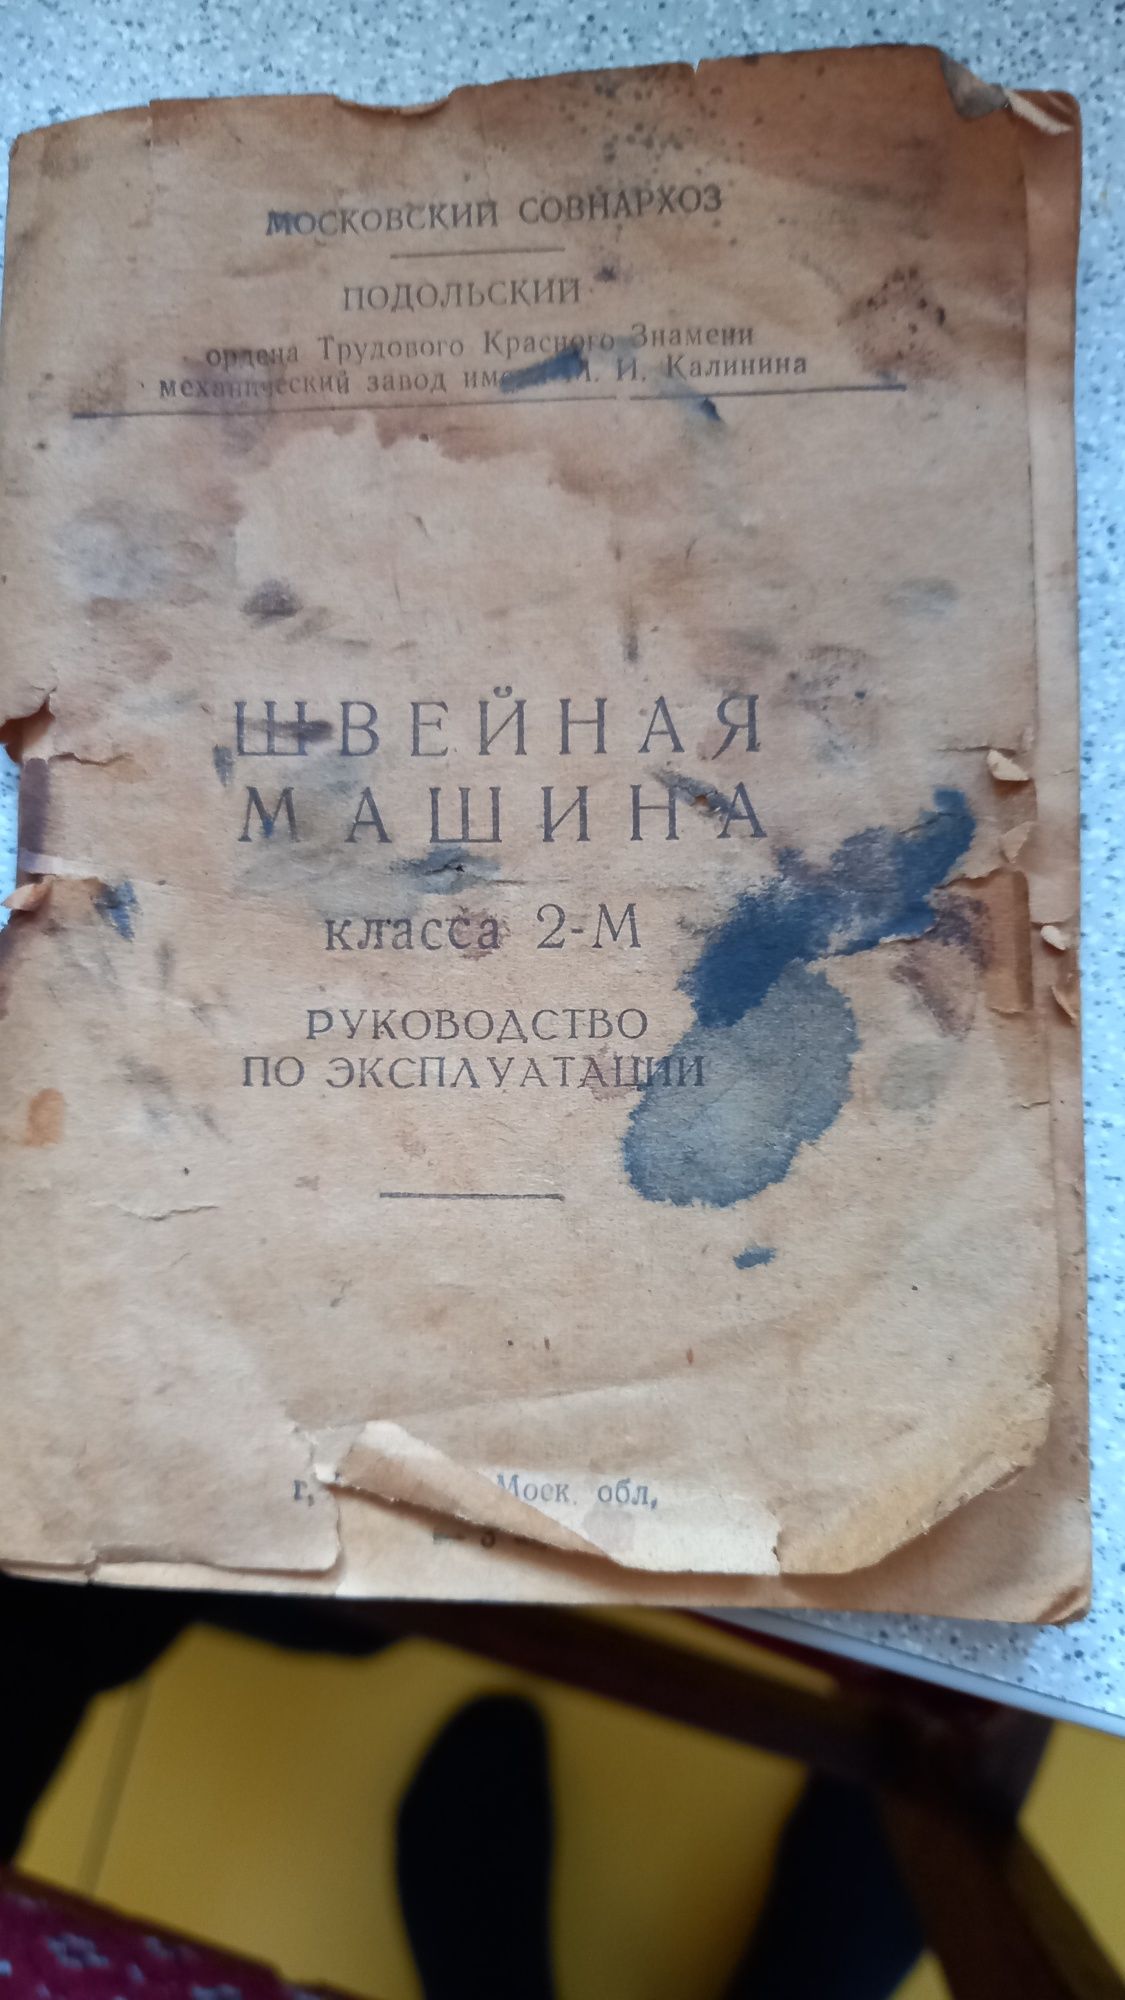 МОСКОВСКИЙ СОВНАРХОЗ
ПОДОЛЬСКИЙ
ордена Трудового Красного Знамени
механический завод имени М. И. Калинина
ШВЕЙНАЯ
МАШИНА
класса 2-М
РУКОВОДСТВО
ПО ЭКСПЛУАТАЦИИ
г, Моск. обл,